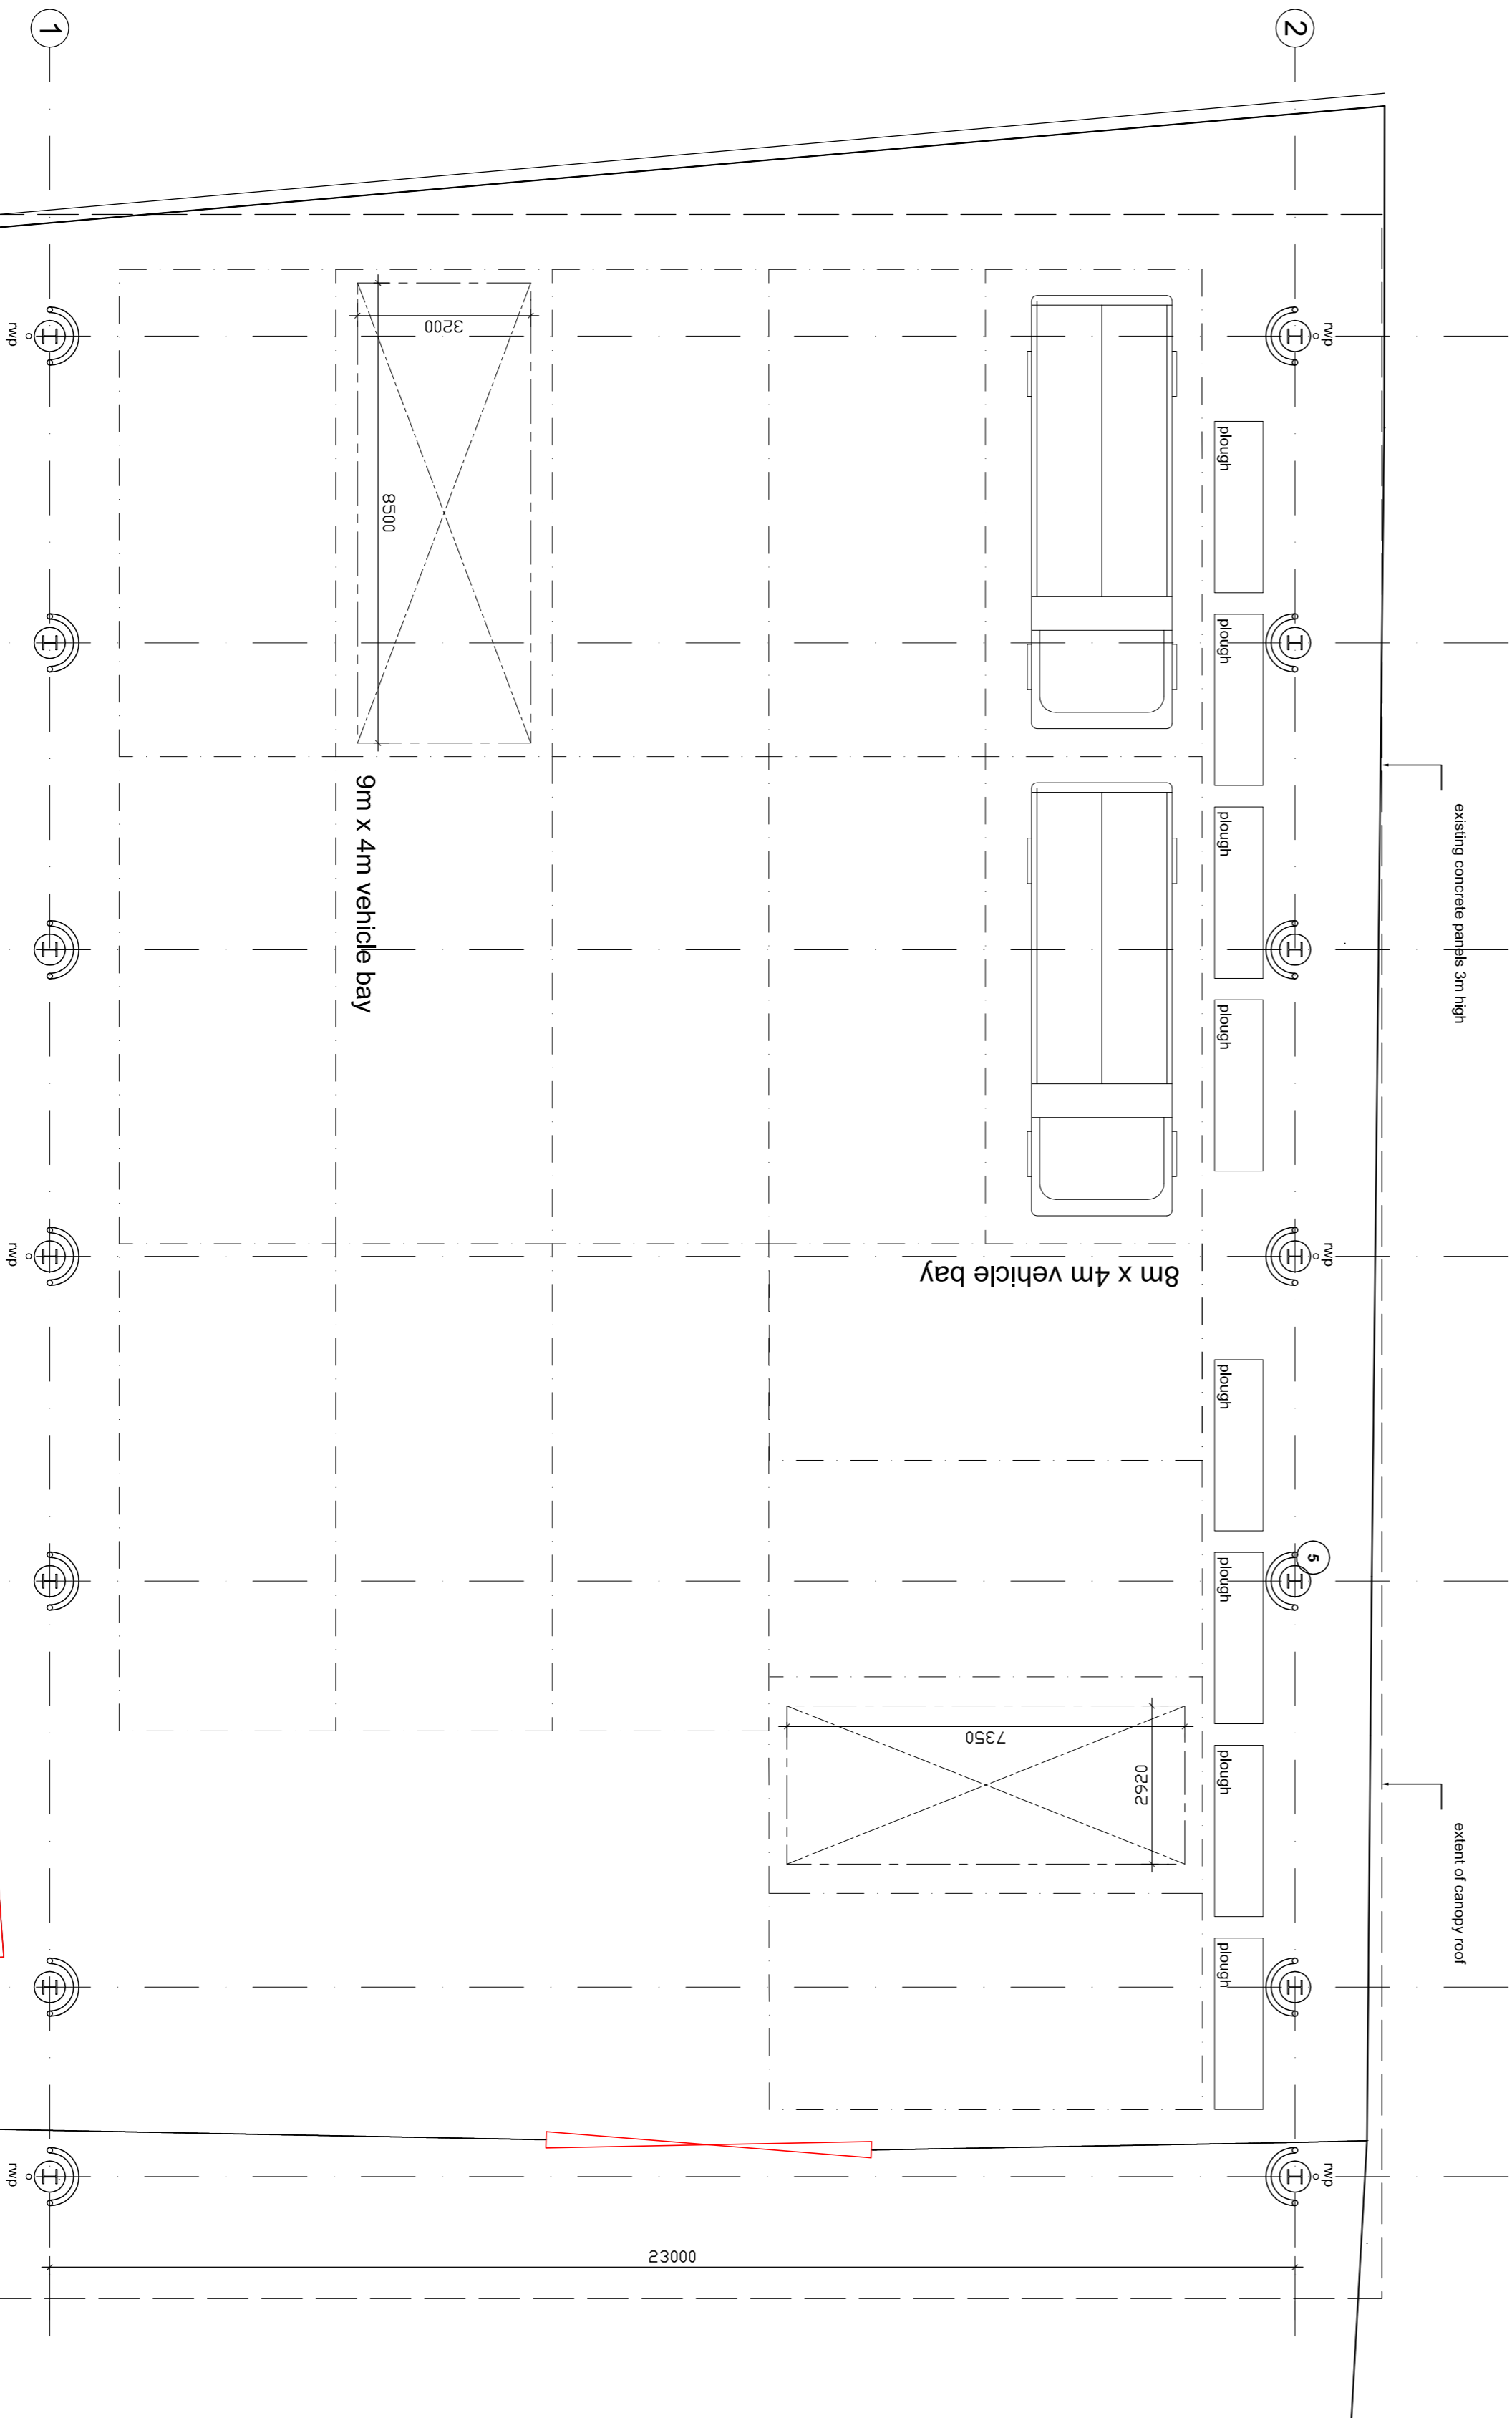 1
2
rwp
rwp
3200
8500
plough
plough
existing concrete panels 3m high
9m x 4m vehicle bay
plough
plough
rwp
rwp
8m x 4m vehicle bay
plough
5
plough
7350
2920
plough
extent of canopy roof
plough
rwp
rwp
23000
H
H
H
H
H
H
H
H
H
H
H
H
H
H